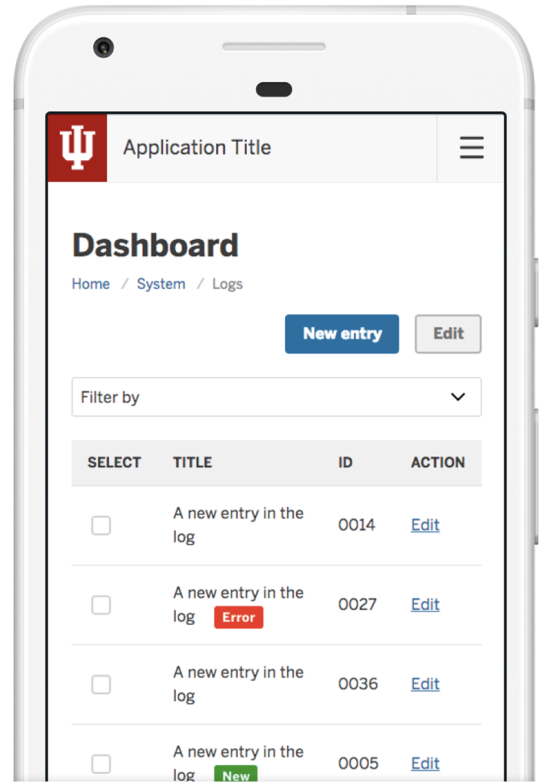 Application Title
Dashboard
Home / System / Logs
New entry Edit
Filter by
SELECT TITLE ID ACTION
A new entry in the
log 0014 Edit
A new entry in the
log Error 0027 Edit
A new entry in the
log 0036 Edit
A new entry in the
log New 0005 Edit